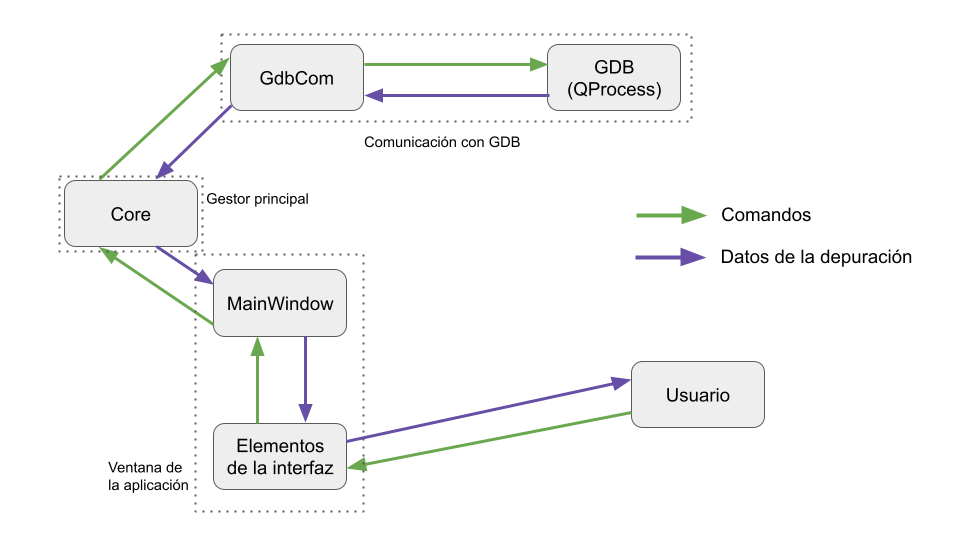 GdbCom
GDB
(QProcess)
Comunicación con GDB
Core
Gestor principal
Comandos
Datos de la depuración
MainWindow
Usuario
Elementos
de la interfaz
Ventana de
la aplicación